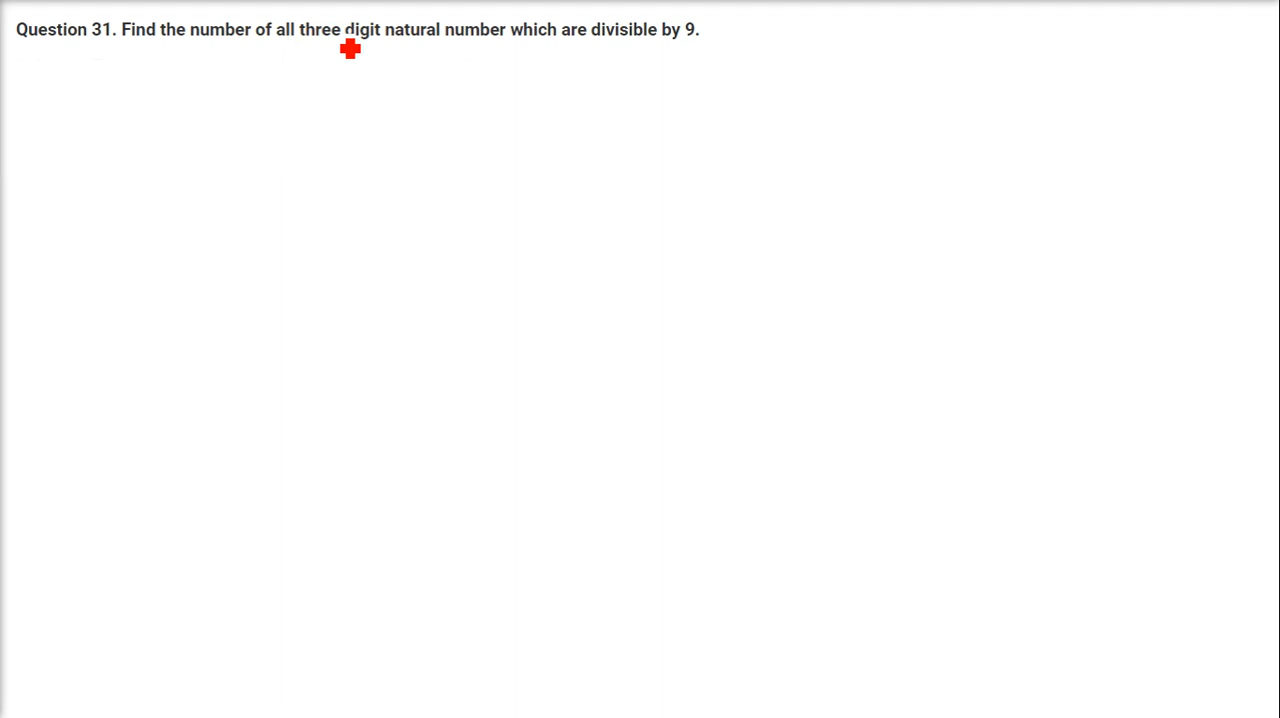 Question 31. Find the number of all three digit natural number which are divisible by 9.